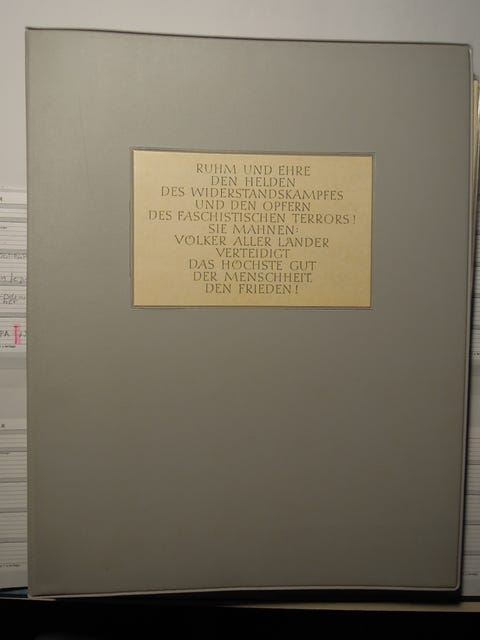 RUHM UND EHRE
DEN HELDEN
DES WIDERSTANDSKAMPFES
UND DEN OPFERN
DES FASCHISTISCHEN TERRORS!
SIE MAHNEN:
VÖLKER ALLER LÄNDER
VERTEIDIGT
DAS HÖCHSTE GUT
DER MENSCHHEIT,
DEN FRIEDEN!